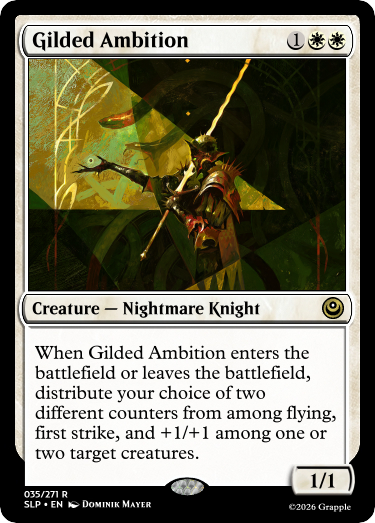 Gilded Ambition 1
Creature — Nightmare Knight
When Gilded Ambition enters the
battlefield or leaves the battlefield,
distribute your choice of two
different counters from among flying,
first strike, and +1/+1 among one or
two target creatures.
1/1
035/271 R
SLP • EN Dominik Mayer
©2026 Grapple